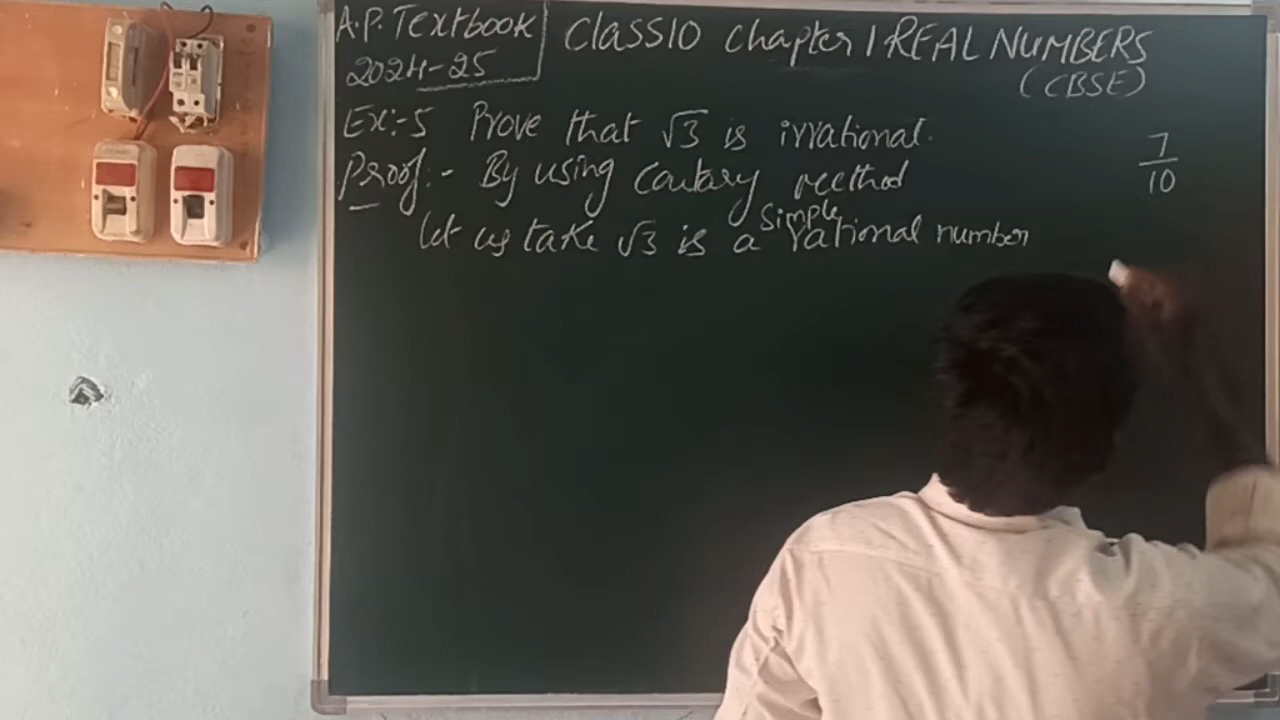 A.P. Textbook
2024-25
Class10 Chapter 1 REAL NUMBERS
(CBSE)
Ex:-5 Prove that √3 is irrational.
Proof:- By using Contary method
let us take √3 is a simple rational number
7
10